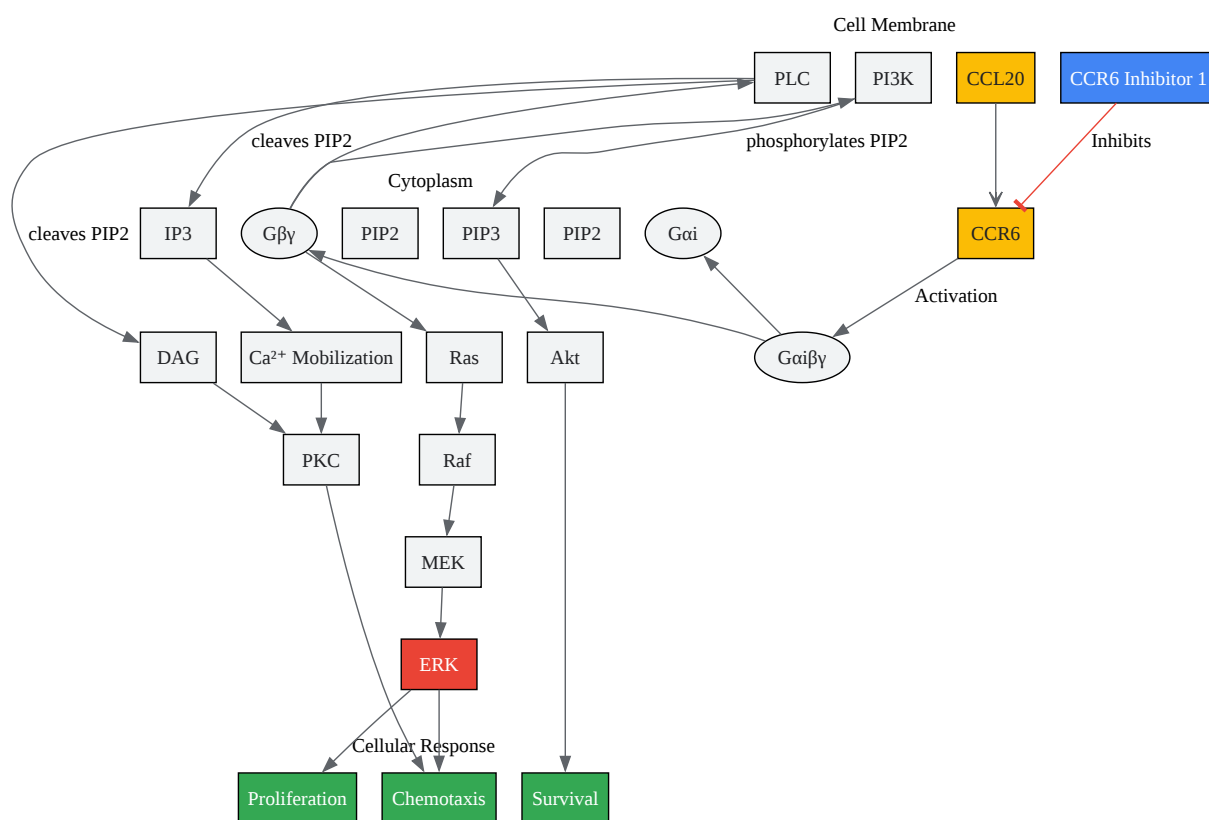 Cell Membrane
PLC
PI3K
CCL20
CCR6 Inhibitor 1
cleaves PIP2
phosphorylates PIP2
Inhibits
Cytoplasm
cleaves PIP2
IP3
Gβγ
PIP2
PIP3
PIP2
Gαi
CCR6
Activation
DAG
Ca²⁺ Mobilization
Ras
Akt
Gαiβγ
PKC
Raf
MEK
ERK
Cellular Response
Proliferation
Chemotaxis
Survival